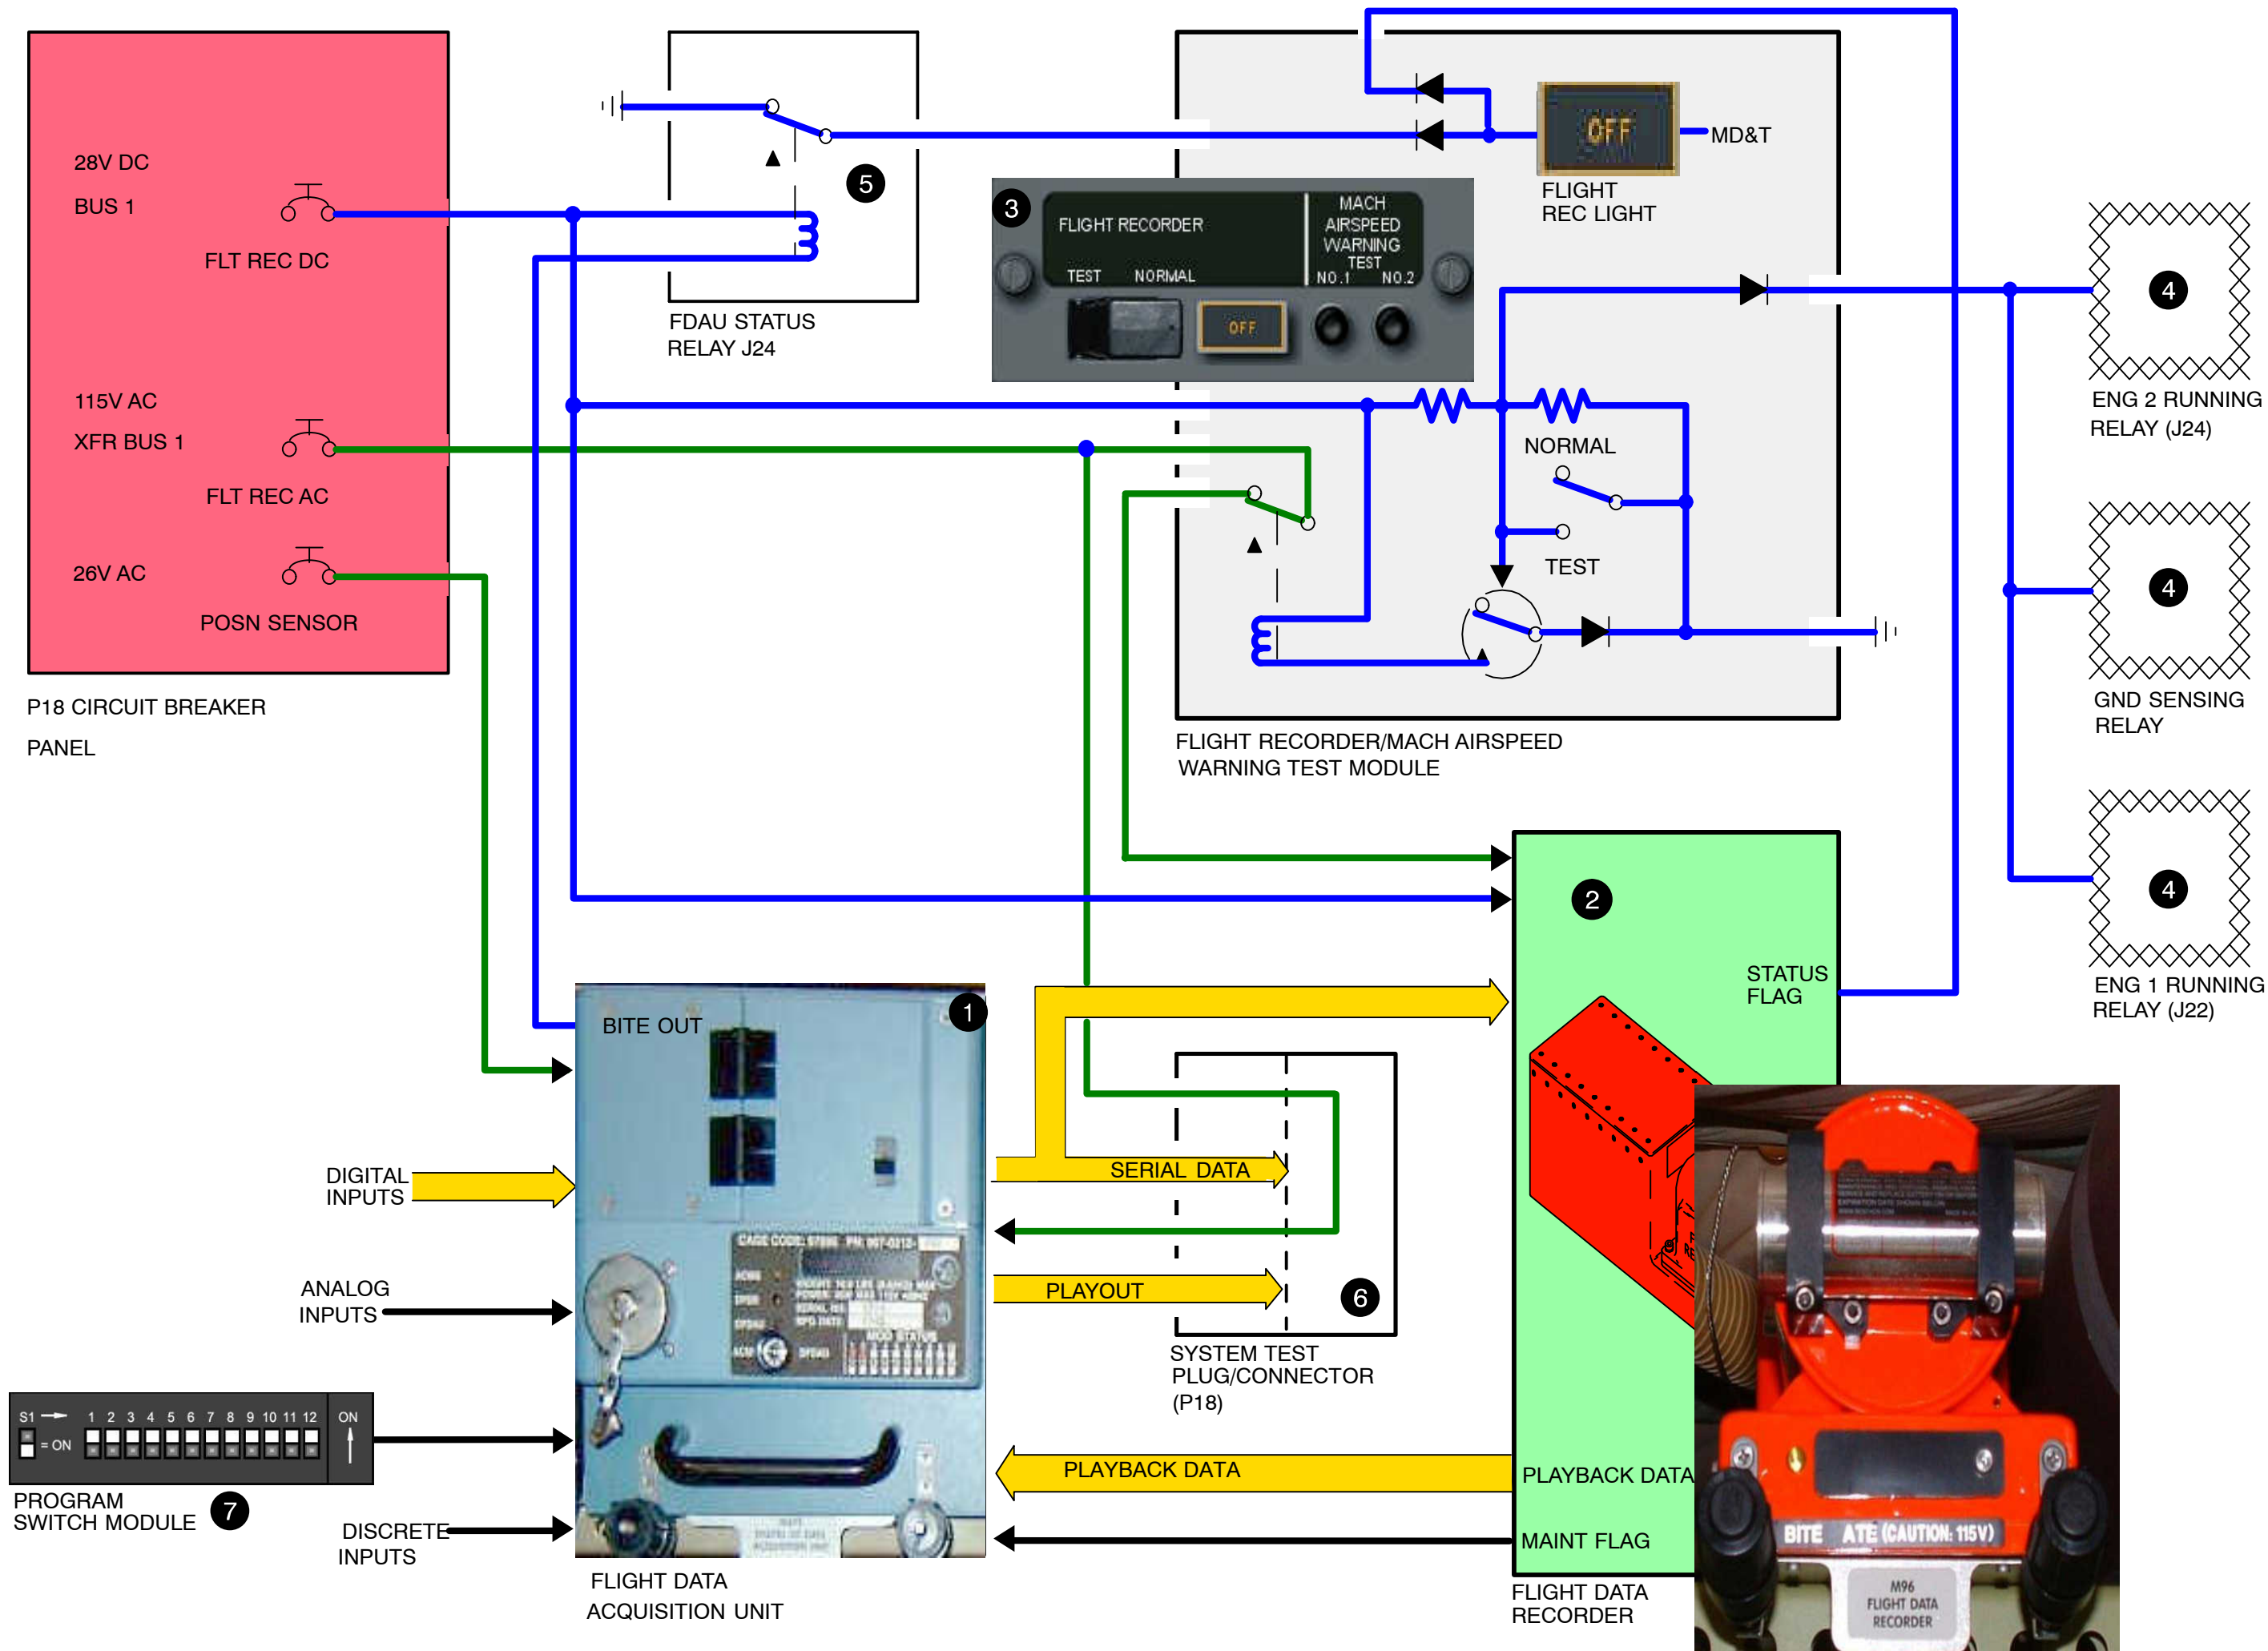 28V DC
BUS 1
FLT REC DC
115V AC
XFR BUS 1
FLT REC AC
26V AC
POSN SENSOR
P18 CIRCUIT BREAKER
PANEL
5
FDAU STATUS
RELAY J24
OFF
MD&T
FLIGHT
REC LIGHT
3
FLIGHT RECORDER
TEST NORMAL
OFF
MACH
AIRSPEED
WARNING
TEST
NO.1 NO.2
NORMAL
TEST
FLIGHT RECORDER/MACH AIRSPEED
WARNING TEST MODULE
4
ENG 2 RUNNING
RELAY (J24)
4
GND SENSING
RELAY
4
ENG 1 RUNNING
RELAY (J22)
2
STATUS
FLAG
1
BITE OUT
DIGITAL
INPUTS
ANALOG
INPUTS
S1 1 2 3 4 5 6 7 8 9 10 11 12 ON
= ON
PROGRAM
SWITCH MODULE
7
DISCRETE
INPUTS
FLIGHT DATA
ACQUISITION UNIT
SERIAL DATA
PLAYOUT
6
SYSTEM TEST
PLUG/CONNECTOR
(P18)
PLAYBACK DATA
PLAYBACK DATA
MAINT FLAG
FLIGHT DATA
RECORDER
BITE ATE (CAUTION: 115V)
M96
FLIGHT DATA
RECORDER